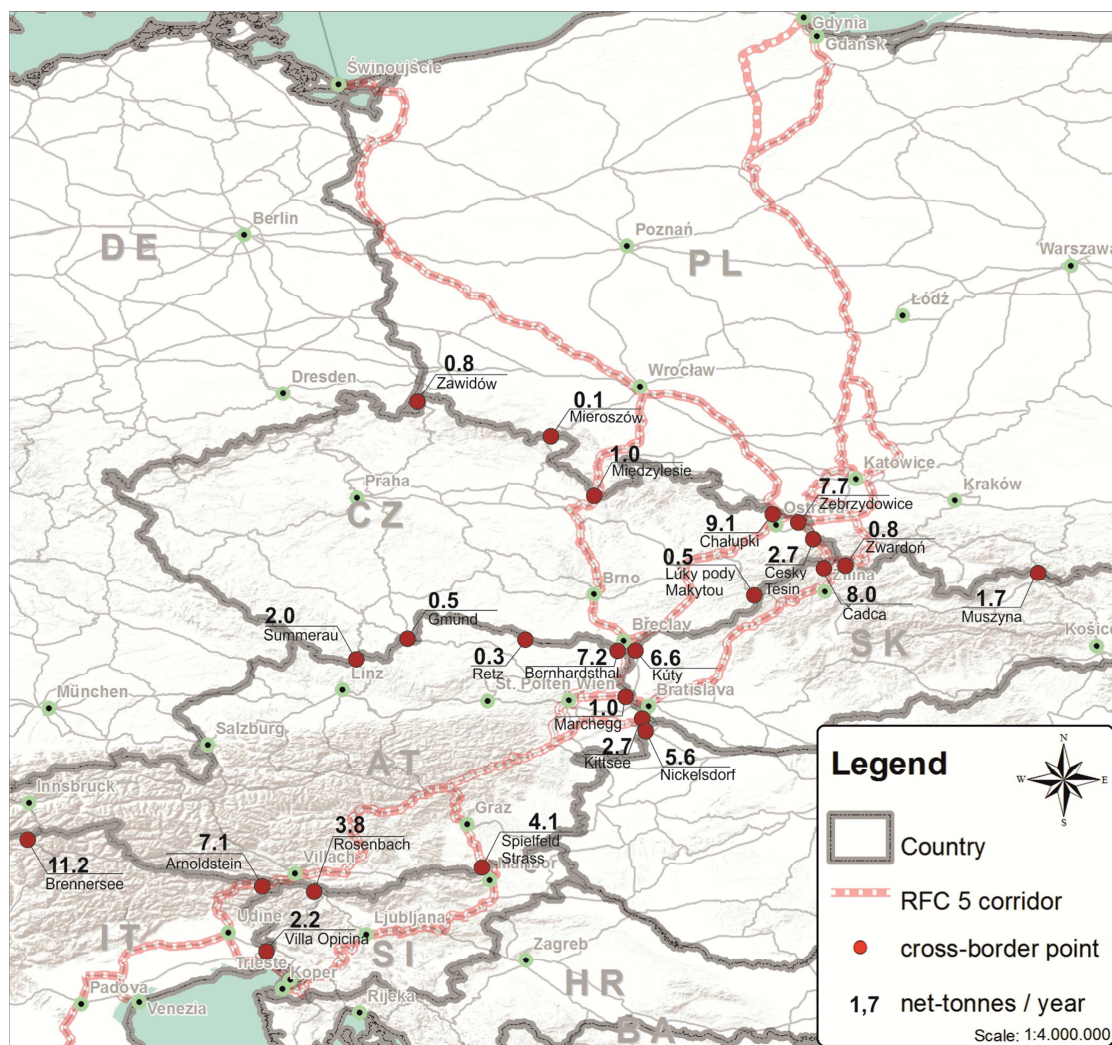 Gdynia
Gdańsk
Świnoujście
Berlin
DE
Poznań
PL
Warszawa
Łódź
Dresden
0.8
Zawidów
Wrocław
0.1
Mieroszów
1.0
Międzylesie
Praha
CZ
Katowice
Kraków
7.7
Zebrzydowice
Ostrava
9.1
Chałupki
0.8
Zwardoń
2.7
Cesky
Tesin
0.5
Lúky pody
Makytou
Žilina
8.0
Čadca
1.7
Muszyna
Brno
SK
Košice
2.0
Summerau
0.5
Gmund
0.3
Retz
Břeclav
7.2
Bernhardsthal
6.6
Kúty
Linz
München
St. Polten
Wien
Bratislava
1.0
Marchegg
2.7
Kittsee
5.6
Nickelsdorf
Salzburg
AT
Innsbruck
Graz
11.2
Brennersee
7.1
Arnoldstein
3.8
Rosenbach
Villach
4.1
Spielfeld
Strass
Maribor
Udine
2.2
Villa Opicina
Ljubljana
IT
SI
Zagreb
Trieste
Koper
HR
Padova
Venezia
Rijeka
BA
Legend
N
W
E
S
Country
RFC 5 corridor
cross-border point
1,7
net-tonnes / year
Scale: 1:4.000.000